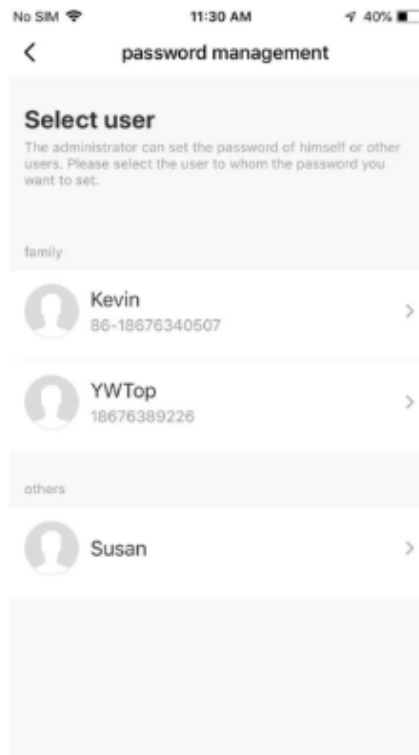 No SIM 11:30 AM 40%
password management
Select user
The administrator can set the password of himself or other
users. Please select the user to whom the password you
want to set.
family
Kevin
86-18676340507
YWTop
18676389226
others
Susan